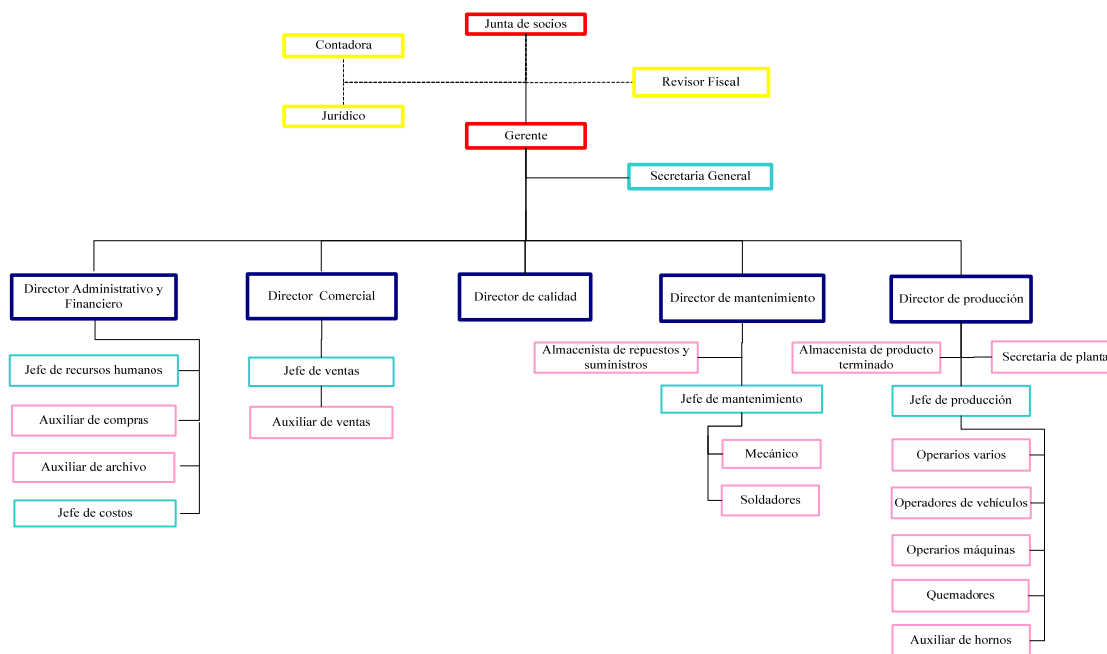 Junta de socios
Contadora
Revisor Fiscal
Jurídico
Gerente
Secretaria General
Director Administrativo y
Financiero
Director Comercial
Director de calidad
Director de mantenimiento
Director de producción
Almacenista de repuestos y
suministros
Almacenista de producto
terminado
Secretaria de planta
Jefe de recursos humanos
Jefe de ventas
Jefe de mantenimiento
Jefe de producción
Auxiliar de compras
Auxiliar de ventas
Mecánico
Operarios varios
Auxiliar de archivo
Soldadores
Operadores de vehículos
Jefe de costos
Operarios máquinas
Quemadores
Auxiliar de hornos